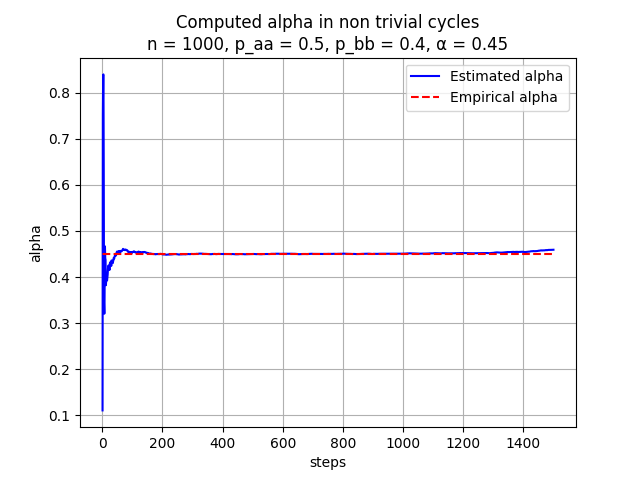 Computed alpha in non trivial cycles
n = 1000, p_aa = 0.5, p_bb = 0.4, α = 0.45
Estimated alpha
Empirical alpha
alpha
0.8
0.7
0.6
0.5
0.4
0.3
0.2
0.1
0 200 400 600 800 1000 1200 1400
steps